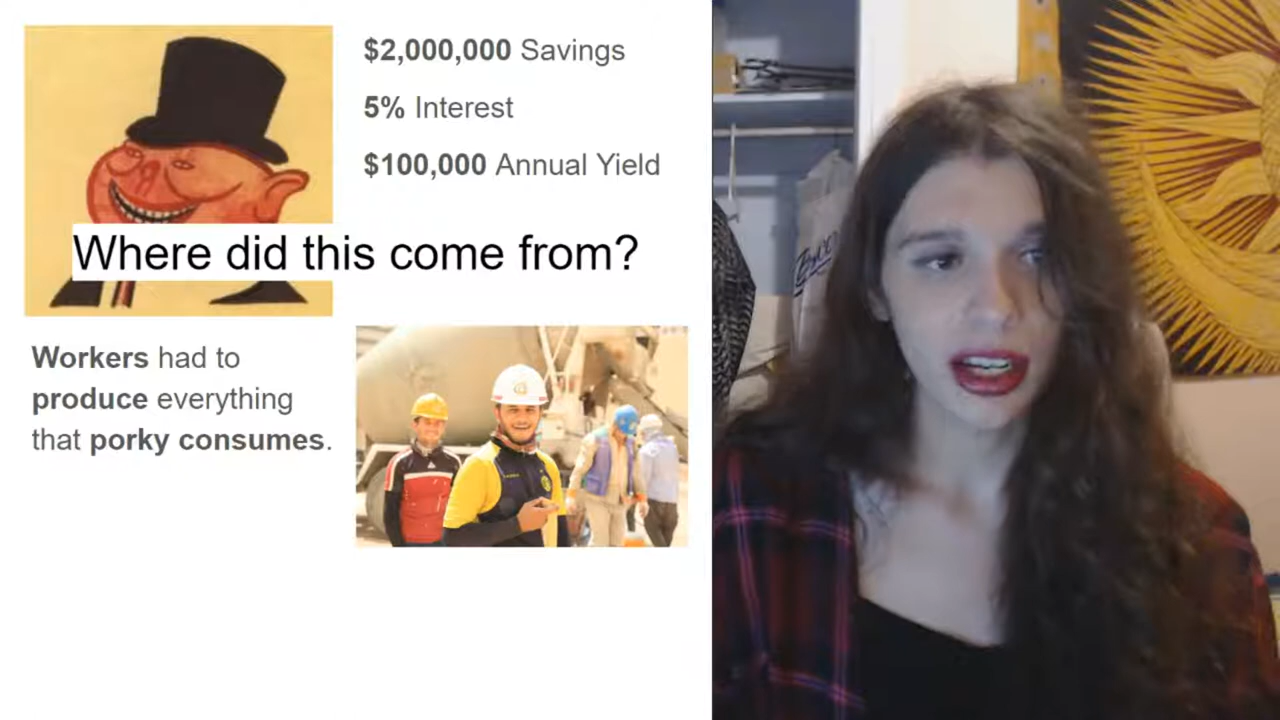 $2,000,000 Savings
5% Interest
$100,000 Annual Yield
Where did this come from?
Workers had to
produce everything
that porky consumes.